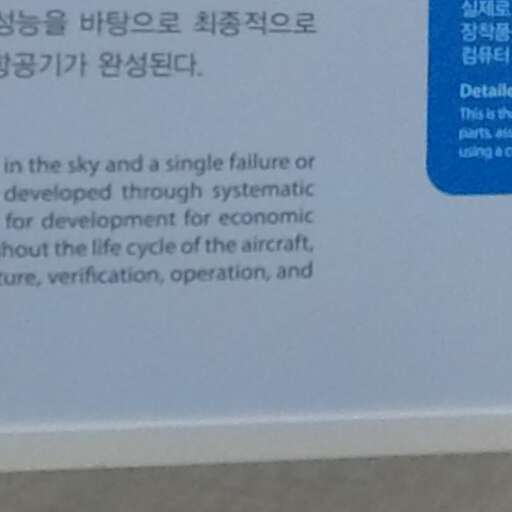 성능을 바탕으로 최종적으로
항공기가 완성된다.
in the sky and a single failure or
developed through systematic
for development for economic
hout the life cycle of the aircraft,
ture, verification, operation, and
실제로
장착품
컴퓨터
Detaile
This is th
parts, ass
using a c